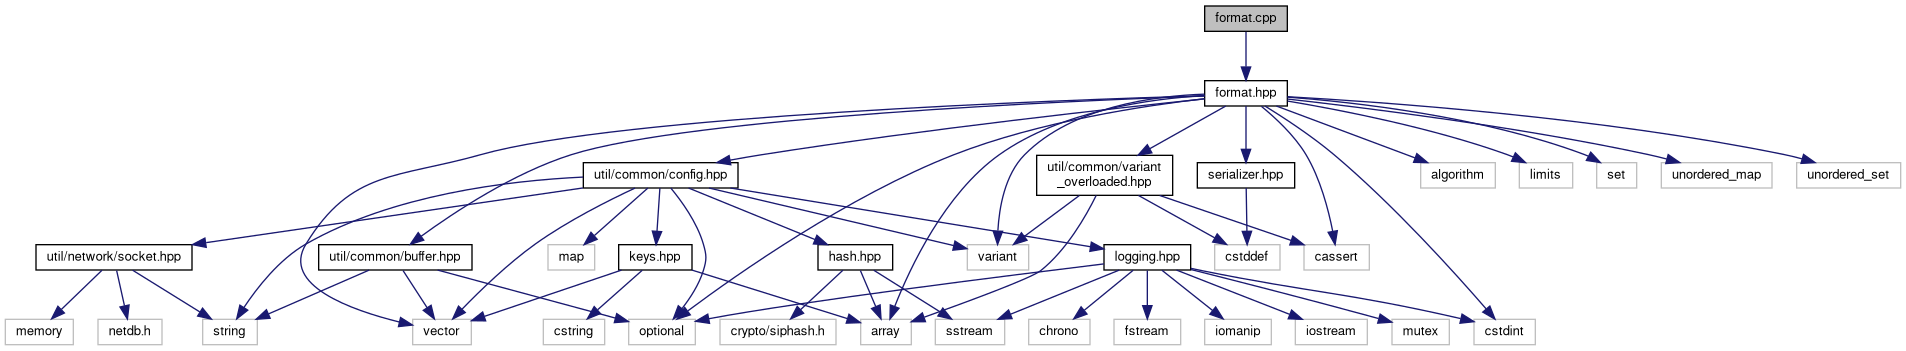 format.cpp
format.hpp
util/common/config.hpp
util/common/variant
_overloaded.hpp
serializer.hpp
algorithm
limits
set
unordered_map
unordered_set
util/network/socket.hpp
util/common/buffer.hpp
map
keys.hpp
hash.hpp
variant
logging.hpp
cstddef
cassert
memory
netdb.h
string
vector
cstring
optional
crypto/siphash.h
array
sstream
chrono
fstream
iomanip
iostream
mutex
cstdint